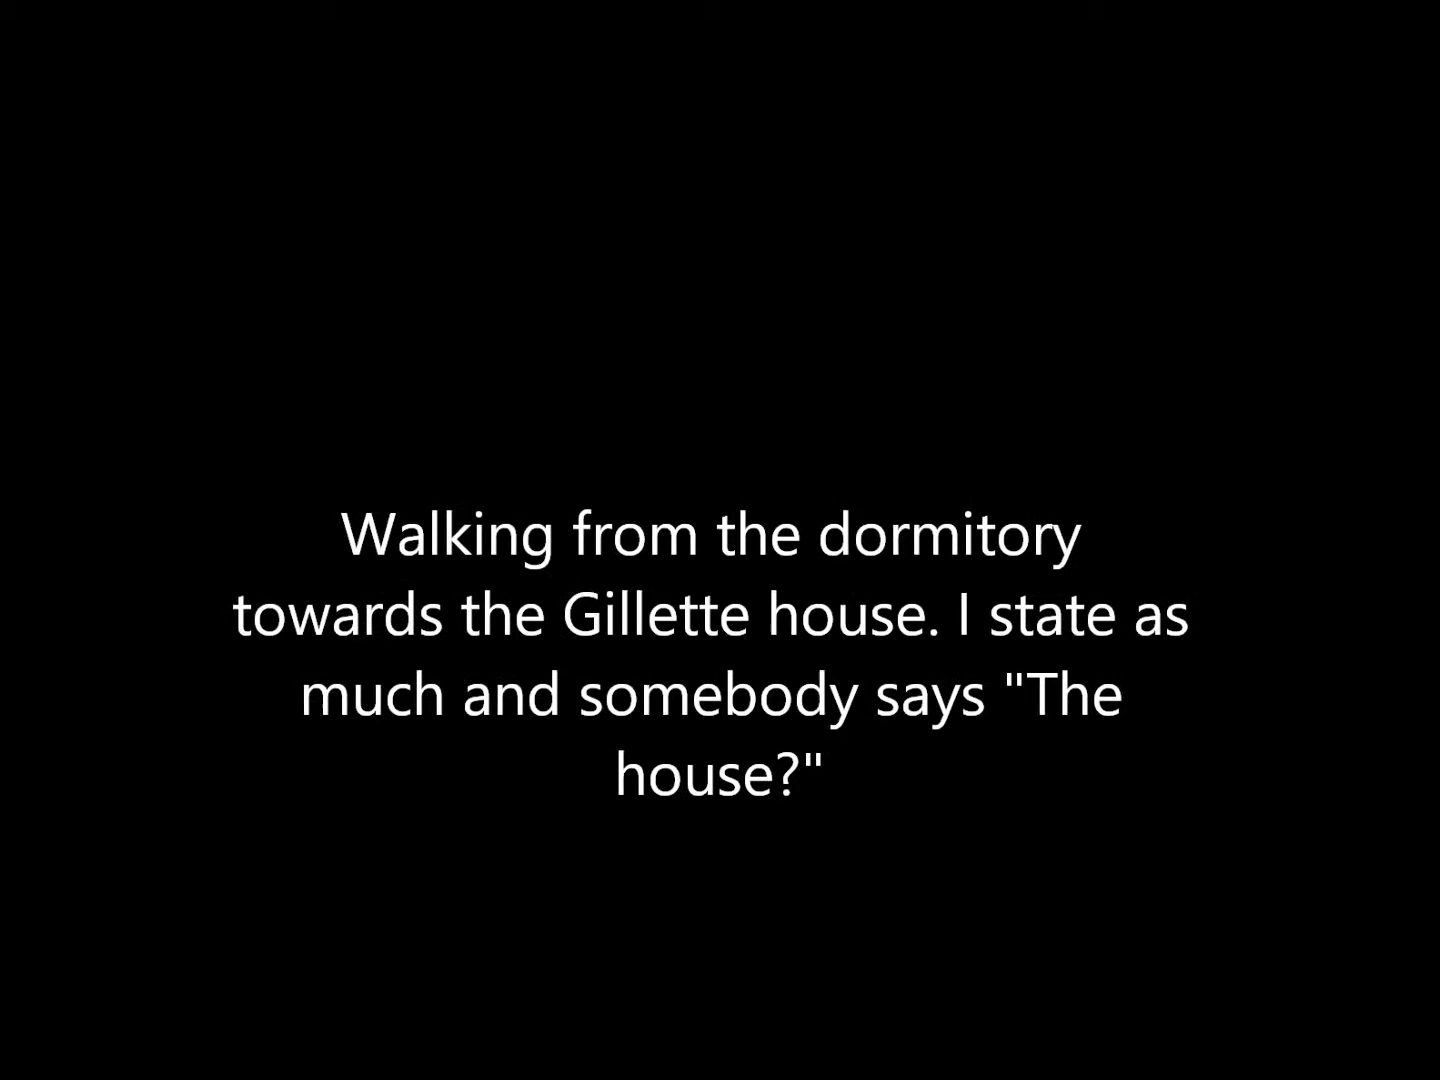 Walking from the dormitory
towards the Gillette house. I state as
much and somebody says "The
house?"